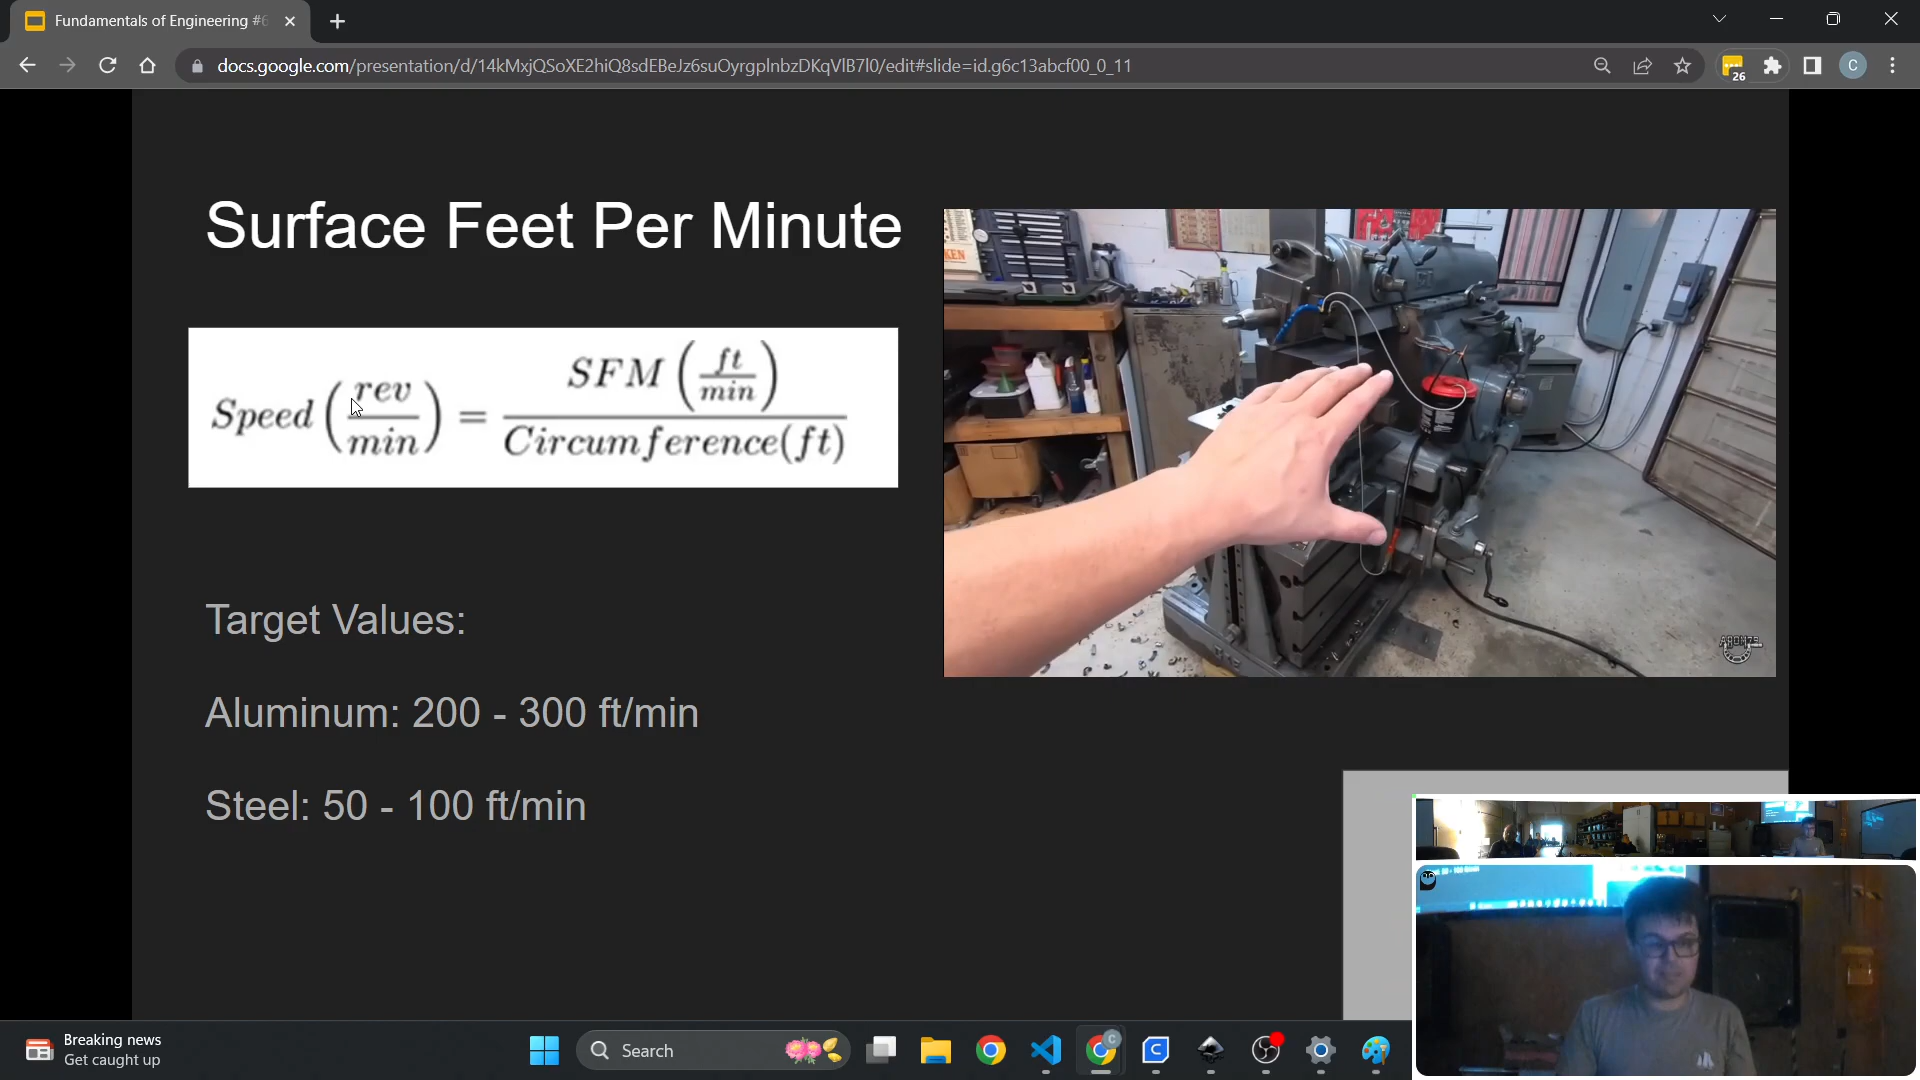 Fundamentals of Engineering #6
docs.google.com/presentation/d/14kMxjQSoXE2hiQ8sdEBeJz6suOyrgplnbzDKqVlB7l0/edit#slide=id.g6c13abcf00_0_11
26
C
Surface Feet Per Minute
Speed (rev/min) = SFM (ft/min) / Circumference(ft)
Target Values:
Aluminum: 200 - 300 ft/min
Steel: 50 - 100 ft/min
Breaking news
Get caught up
Search
C